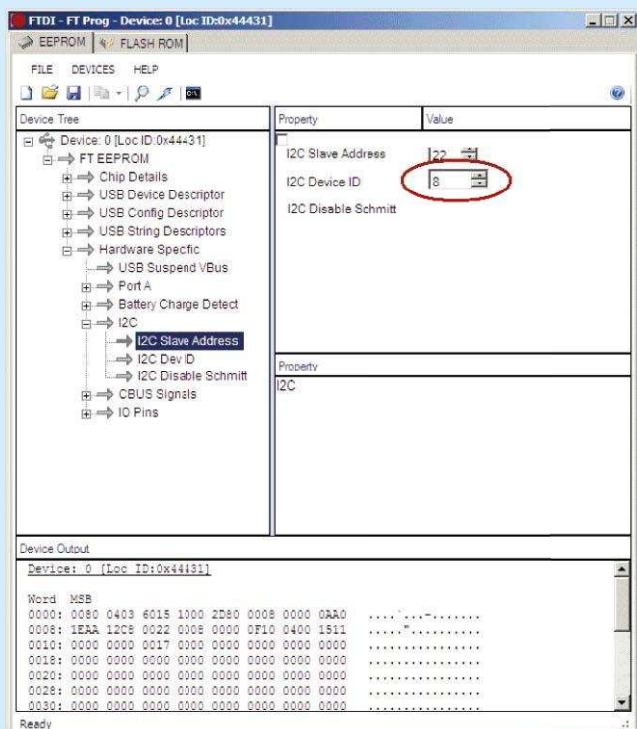 FTDI - FT Prog - Device: 0 [Loc ID:0x44431]
EEPROM FLASH ROM
FILE DEVICES HELP
Device Tree
Device: 0 [Loc ID:0x44431]
FT EEPROM
Chip Details
USB Device Descriptor
USB Config Descriptor
USB String Descriptors
Hardware Specfic
USB Suspend VBus
Port A
Battery Charge Detect
I2C
I2C Slave Address
I2C Dev ID
I2C Disable Schmitt
CBUS Signals
IO Pins
Property Value
I2C Slave Address 22
I2C Device ID 8
I2C Disable Schmitt
Property
I2C
Device Output
Device: 0 [Loc ID:0x44431]
Word MSB
0000: 0080 0403 6015 1000 2D80 0008 0000 0AA0 ....`...-.......
0008: 1EAA 12C8 0022 0008 0000 0F10 0400 1511 .....".........
0010: 0000 0000 0017 0000 0000 0000 0000 0000 ................
0018: 0000 0000 0000 0000 0000 0000 0000 0000 ................
0020: 0000 0000 0000 0000 0000 0000 0000 0000 ................
0028: 0000 0000 0000 0000 0000 0000 0000 0000 ................
0030: 0000 0000 0000 0000 0000 0000 0000 0000 ................
Ready